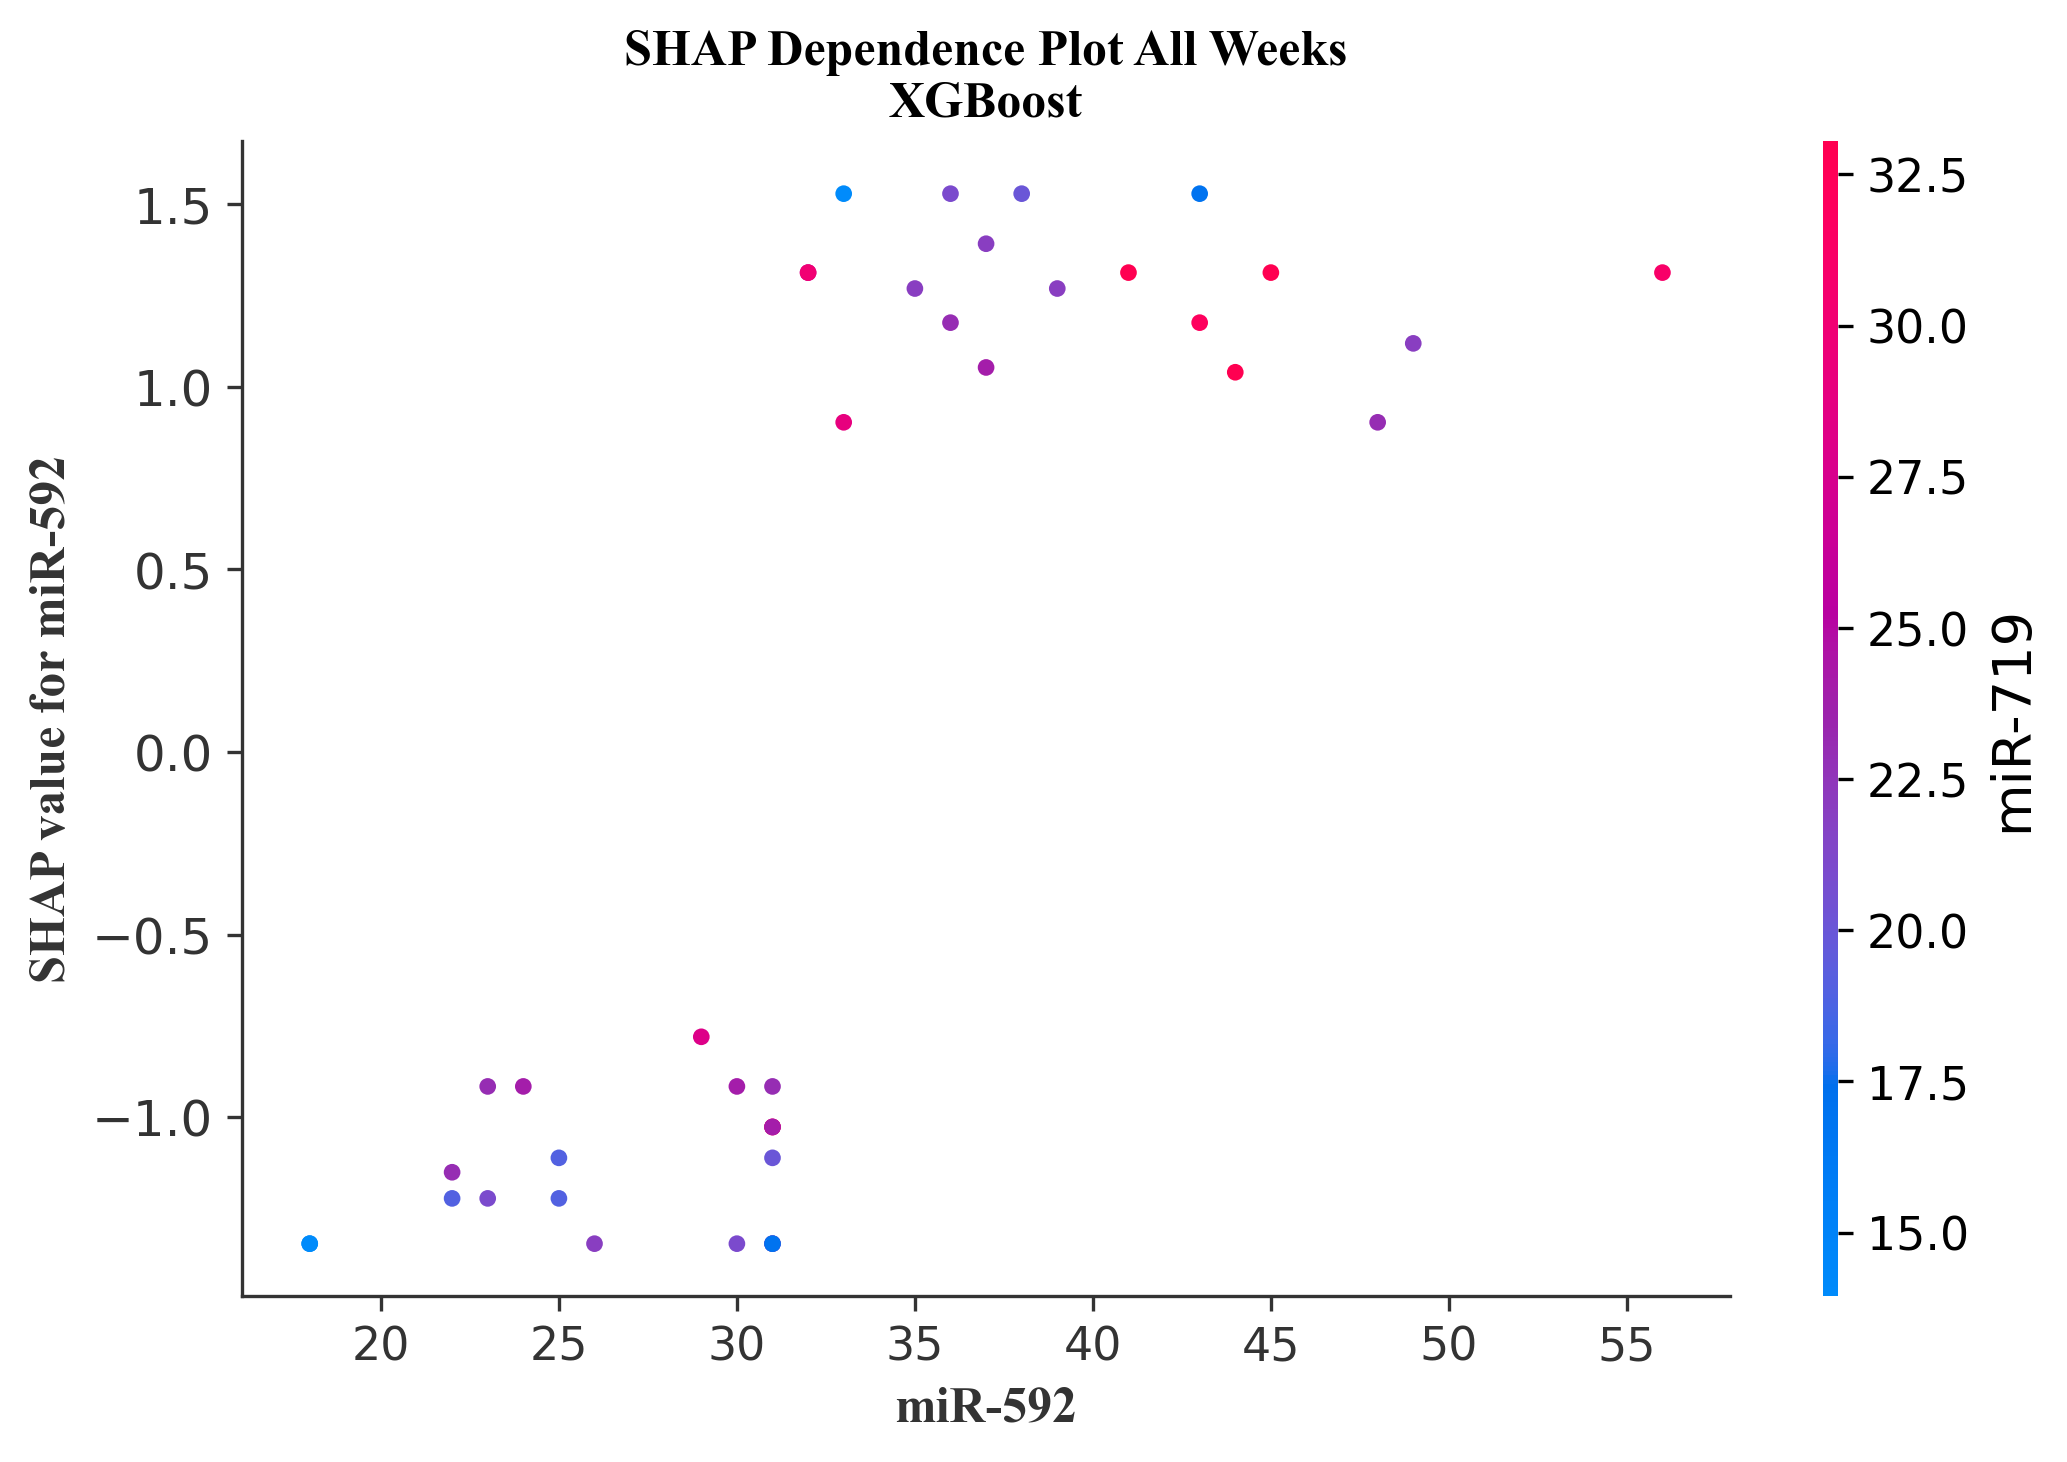 SHAP Dependence Plot All Weeks
XGBoost
SHAP value for miR-592
1.5
1.0
0.5
0.0
−0.5
−1.0
20 25 30 35 40 45 50 55
miR-592
32.5
30.0
27.5
25.0
22.5
20.0
17.5
15.0
miR-719